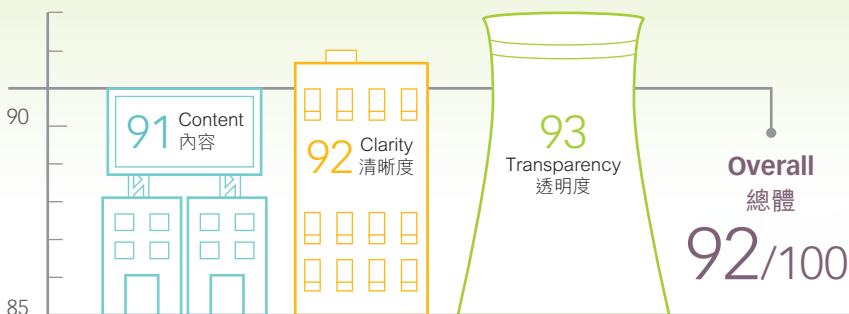 90
85
91 Content
內容
92 Clarity
清晰度
93
Transparency
透明度
Overall
總體
92/100